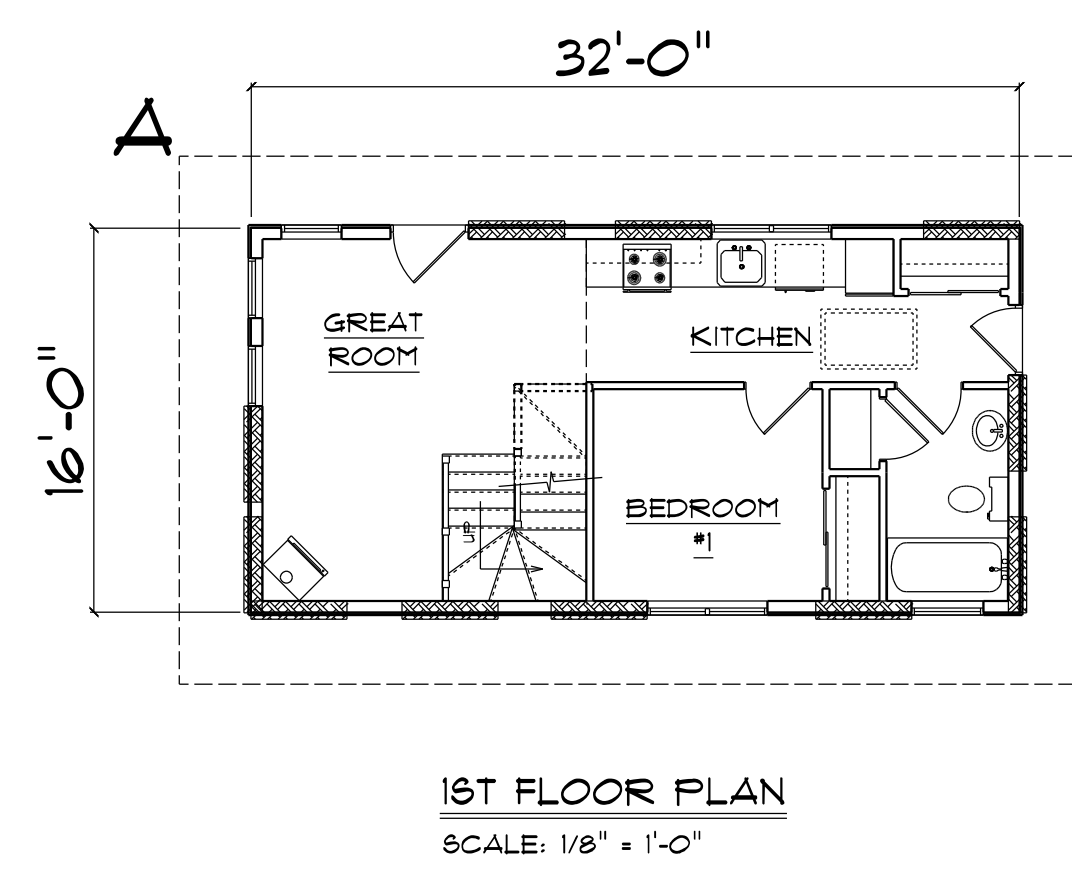 32'-0"
A
16'-0"
GREAT
ROOM
KITCHEN
UP
BEDROOM
#1
1ST FLOOR PLAN
SCALE: 1/8" = 1'-0"